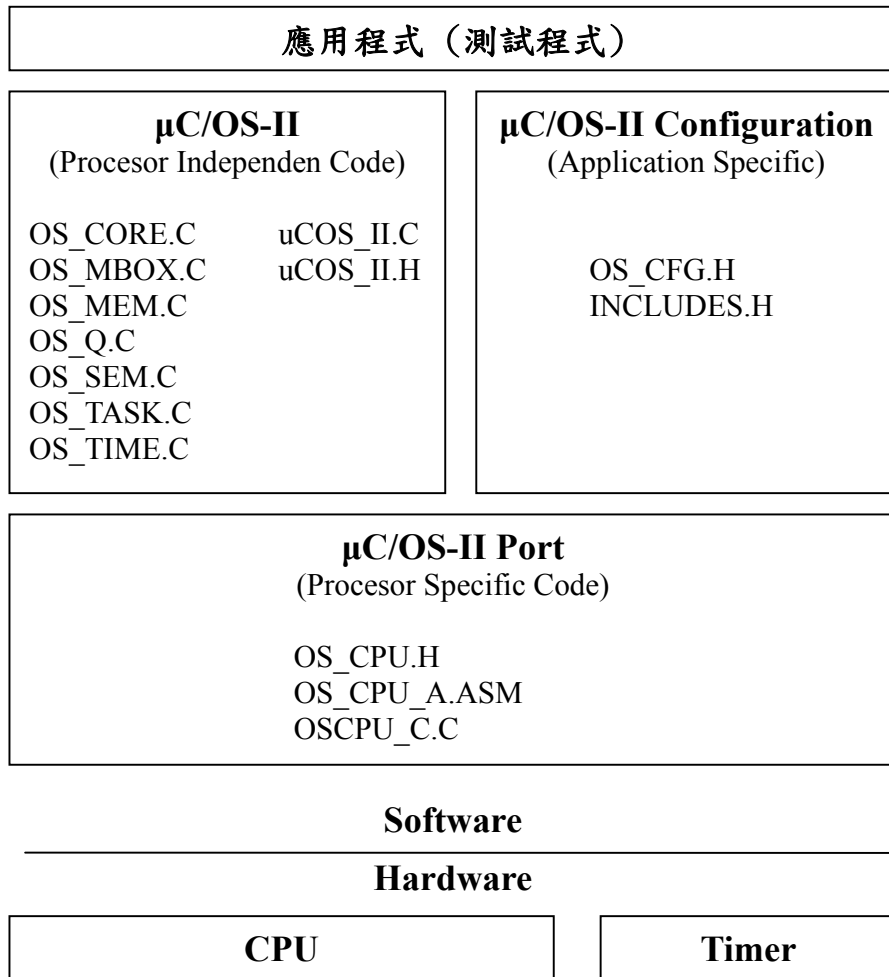 應用程式（測試程式）
μC/OS-II
(Procesor Independen Code)
OS_CORE.C
OS_MBOX.C
OS_MEM.C
OS_Q.C
OS_SEM.C
OS_TASK.C
OS_TIME.C
uCOS_II.C
uCOS_II.H
μC/OS-II Configuration
(Application Specific)
OS_CFG.H
INCLUDES.H
μC/OS-II Port
(Procesor Specific Code)
OS_CPU.H
OS_CPU_A.ASM
OSCPU_C.C
Software
Hardware
CPU
Timer